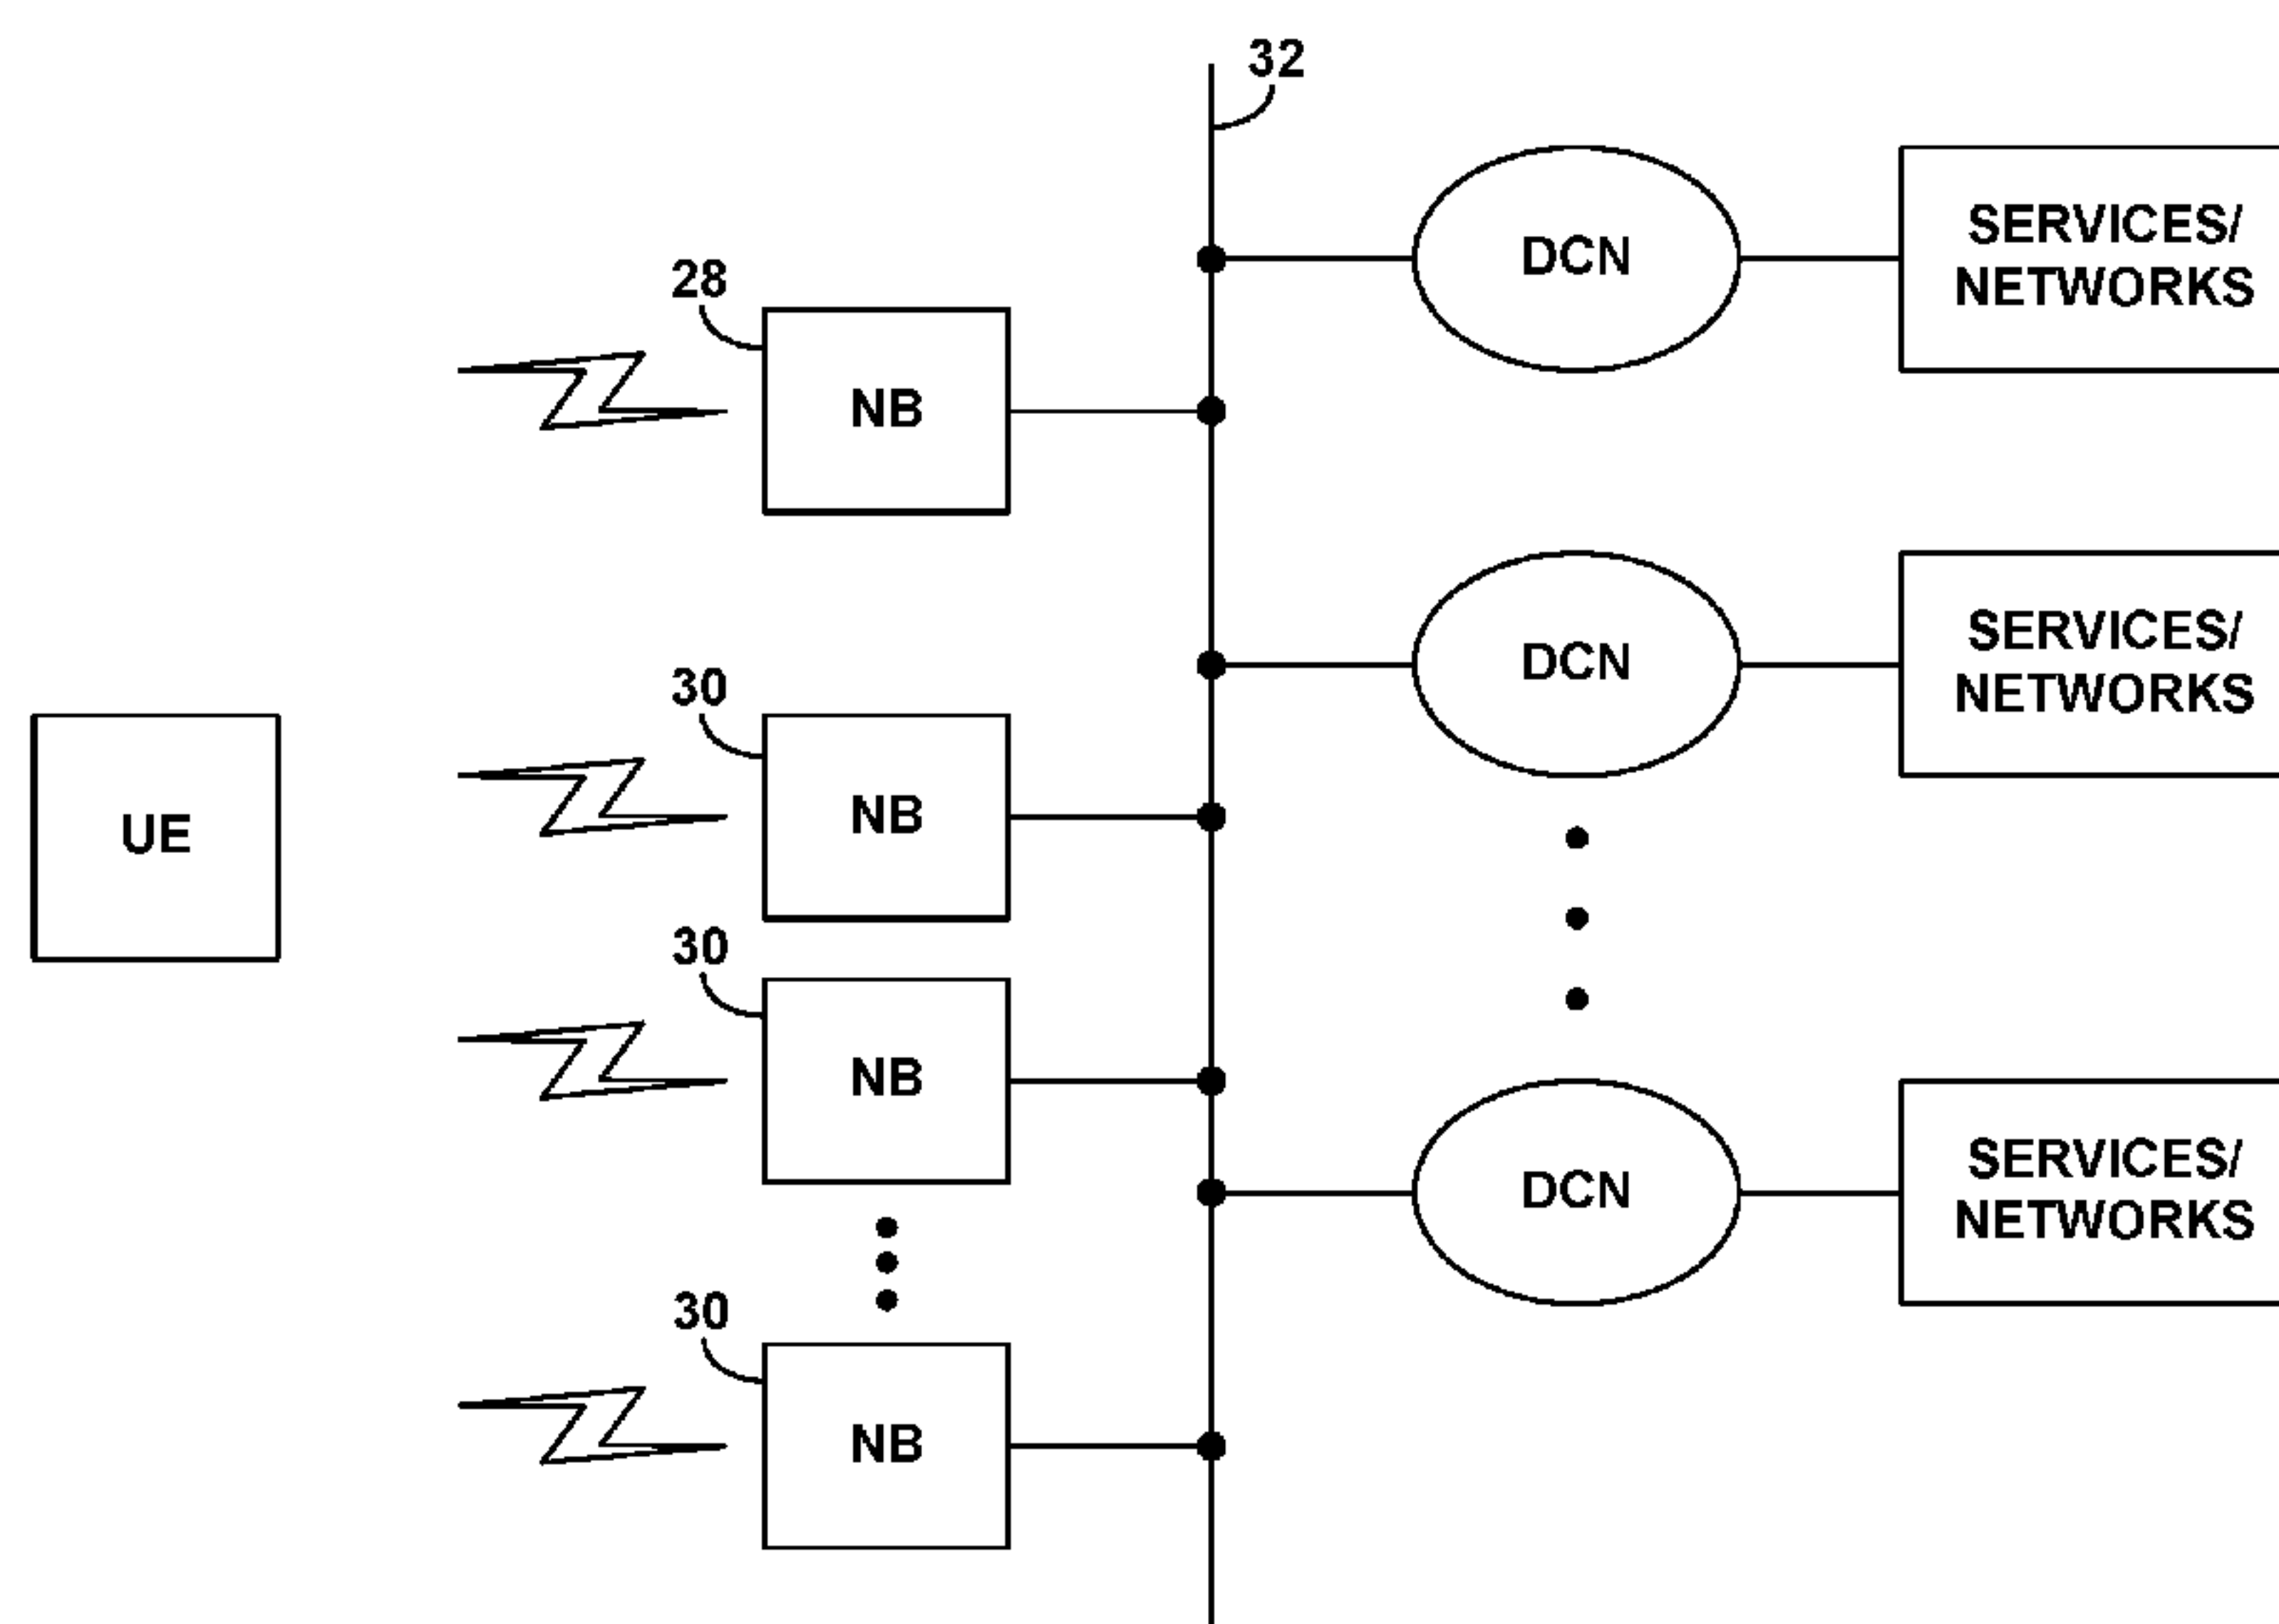 32
DCN
SERVICES/
NETWORKS
28
NB
DCN
SERVICES/
NETWORKS
30
NB
UE
30
NB
DCN
SERVICES/
NETWORKS
30
NB